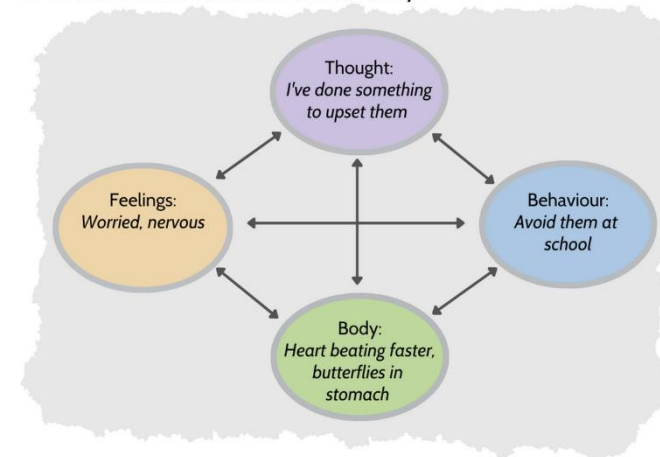 Thought:
I've done something
to upset them
Feelings:
Worried, nervous
Behaviour:
Avoid them at
school
Body:
Heart beating faster,
butterflies in
stomach